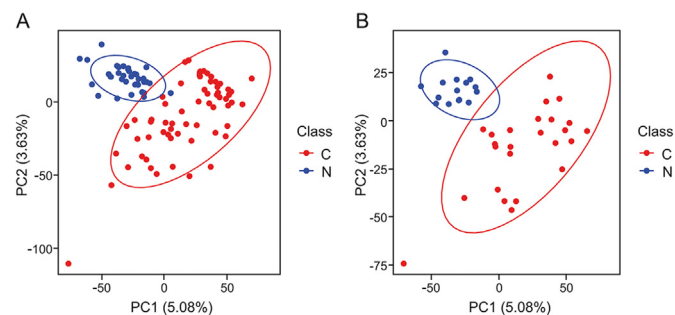 A
B
0
-50
-100
PC2 (3.63%)
-50
0
50
PC1 (5.08%)
Class
C
N
25
0
-25
-50
-75
PC2 (3.63%)
-50
0
50
PC1 (5.08%)
Class
C
N